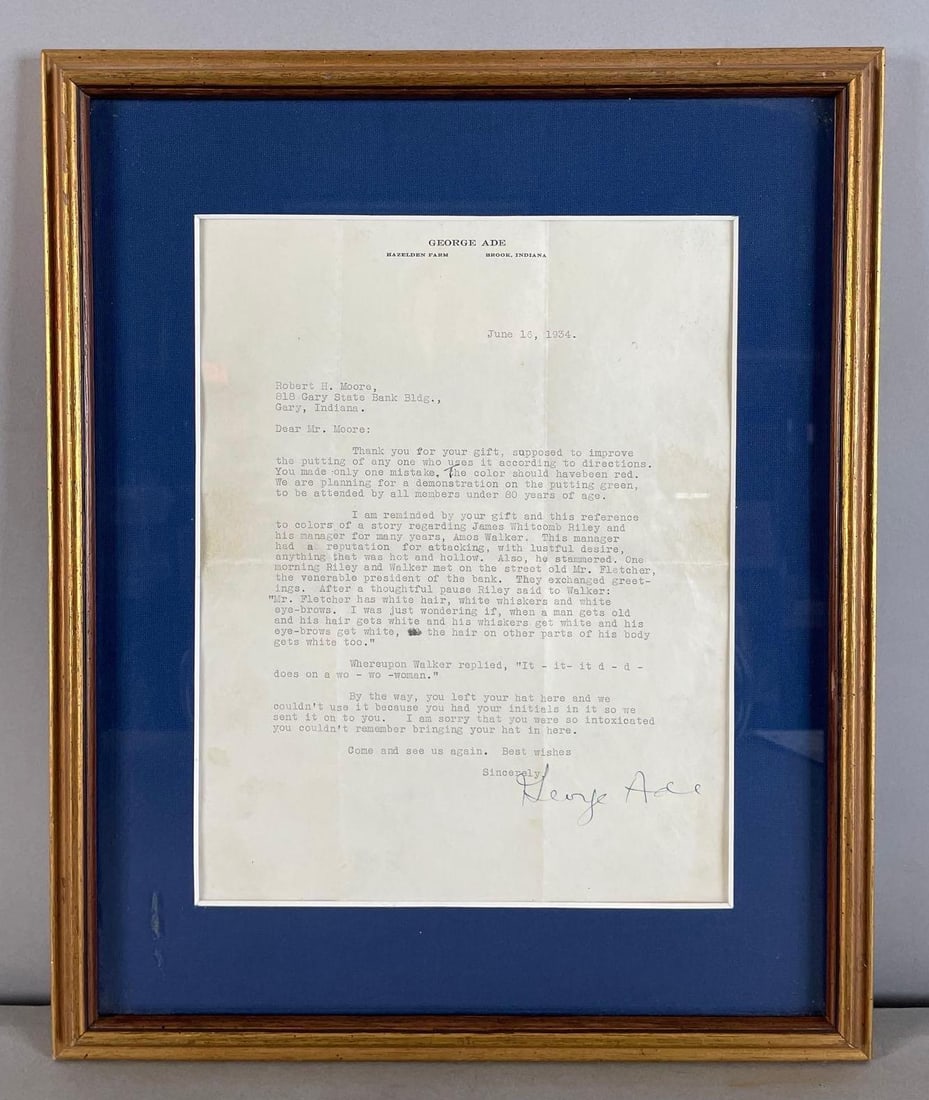 GEORGE ADE
HAZELDEN FARM BROOK, INDIANA
June 16, 1934.
Robert H. Moore,
818 Gary State Bank Bldg.,
Gary, Indiana.
Dear Mr. Moore:
Thank you for your gift, supposed to improve
the putting of any one who uses it according to directions.
You made only one mistake. The color should havebeen red.
We are planning for a demonstration on the putting green,
to be attended by all members under 80 years of age.
I am reminded by your gift and this reference
to colors of a story regarding James Whitcomb Riley and
his manager for many years, Amos Walker. This manager
had a reputation for attacking, with lustful desire,
anything that was hot and hollow. Also, he stammered. One
morning Riley and Walker met on the street old Mr. Fletcher,
the venerable president of the bank. They exchanged greet-
ings. After a thoughtful pause Riley said to Walker:
"Mr. Fletcher has white hair, white whiskers and white
eye-brows. I was just wondering if, when a man gets old
and his hair gets white and his whiskers get white and his
eye-brows get white, the hair on other parts of his body
gets white too."
Whereupon Walker replied, "It - it- it d - d -
does on a wo - wo -woman."
By the way, you left your hat here and we
couldn't use it because you had your initials in it so we
sent it on to you. I am sorry that you were so intoxicated
you couldn't remember bringing your hat in here.
Come and see us again. Best wishes
Sincerely,
George Ade